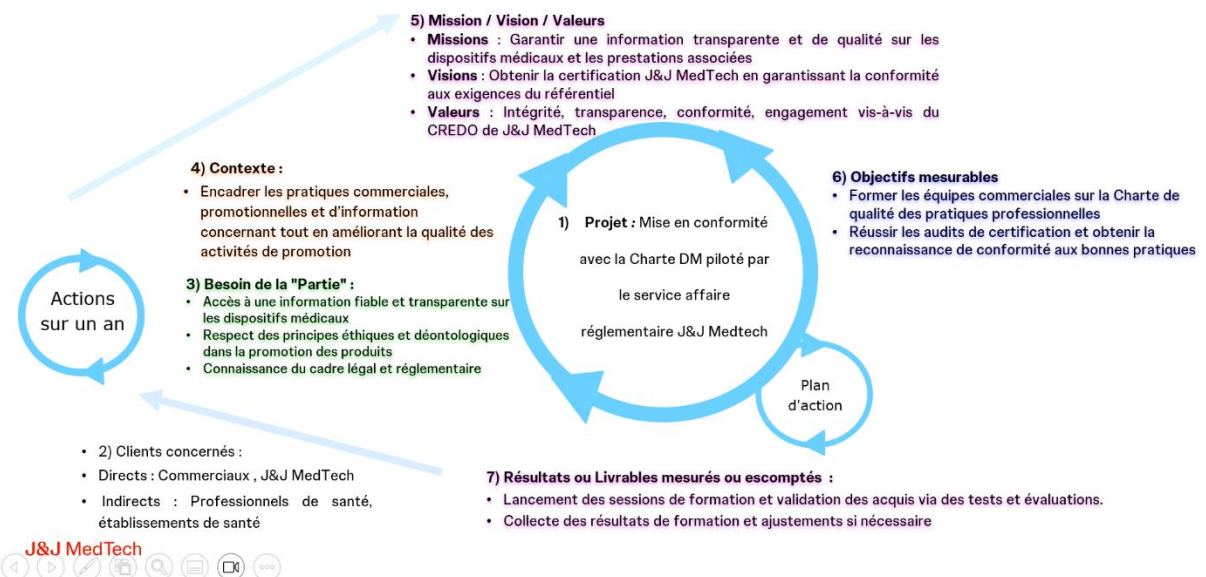 5) Mission / Vision / Valeurs
• Missions : Garantir une information transparente et de qualité sur les
dispositifs médicaux et les prestations associées
• Visions : Obtenir la certification J&J MedTech en garantissant la conformité
aux exigences du référentiel
• Valeurs : Intégrité, transparence, conformité, engagement vis-à-vis du
CREDO de J&J MedTech
4) Contexte :
• Encadrer les pratiques commerciales,
promotionnelles et d'information
concernant tout en améliorant la qualité des
activités de promotion
3) Besoin de la "Partie" :
• Accès à une information fiable et transparente sur
les dispositifs médicaux
• Respect des principes éthiques et déontologiques
dans la promotion des produits
• Connaissance du cadre légal et réglementaire
Actions
sur un an
1) Projet : Mise en conformité
avec la Charte DM piloté par
le service affaire
réglementaire J&J Medtech
6) Objectifs mesurables
• Former les équipes commerciales sur la Charte de
qualité des pratiques professionnelles
• Réussir les audits de certification et obtenir la
reconnaissance de conformité aux bonnes pratiques
Plan
d'action
• 2) Clients concernés :
• Directs : Commerciaux , J&J MedTech
• Indirects : Professionnels de santé,
établissements de santé
7) Résultats ou Livrables mesurés ou escomptés :
• Lancement des sessions de formation et validation des acquis via des tests et évaluations.
• Collecte des résultats de formation et ajustements si nécessaire
J&J MedTech